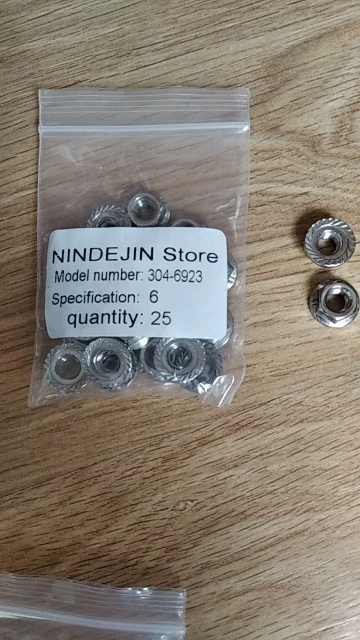 NINDEJIN Store
Model number: 304-6923
Specification: 6
quantity: 25